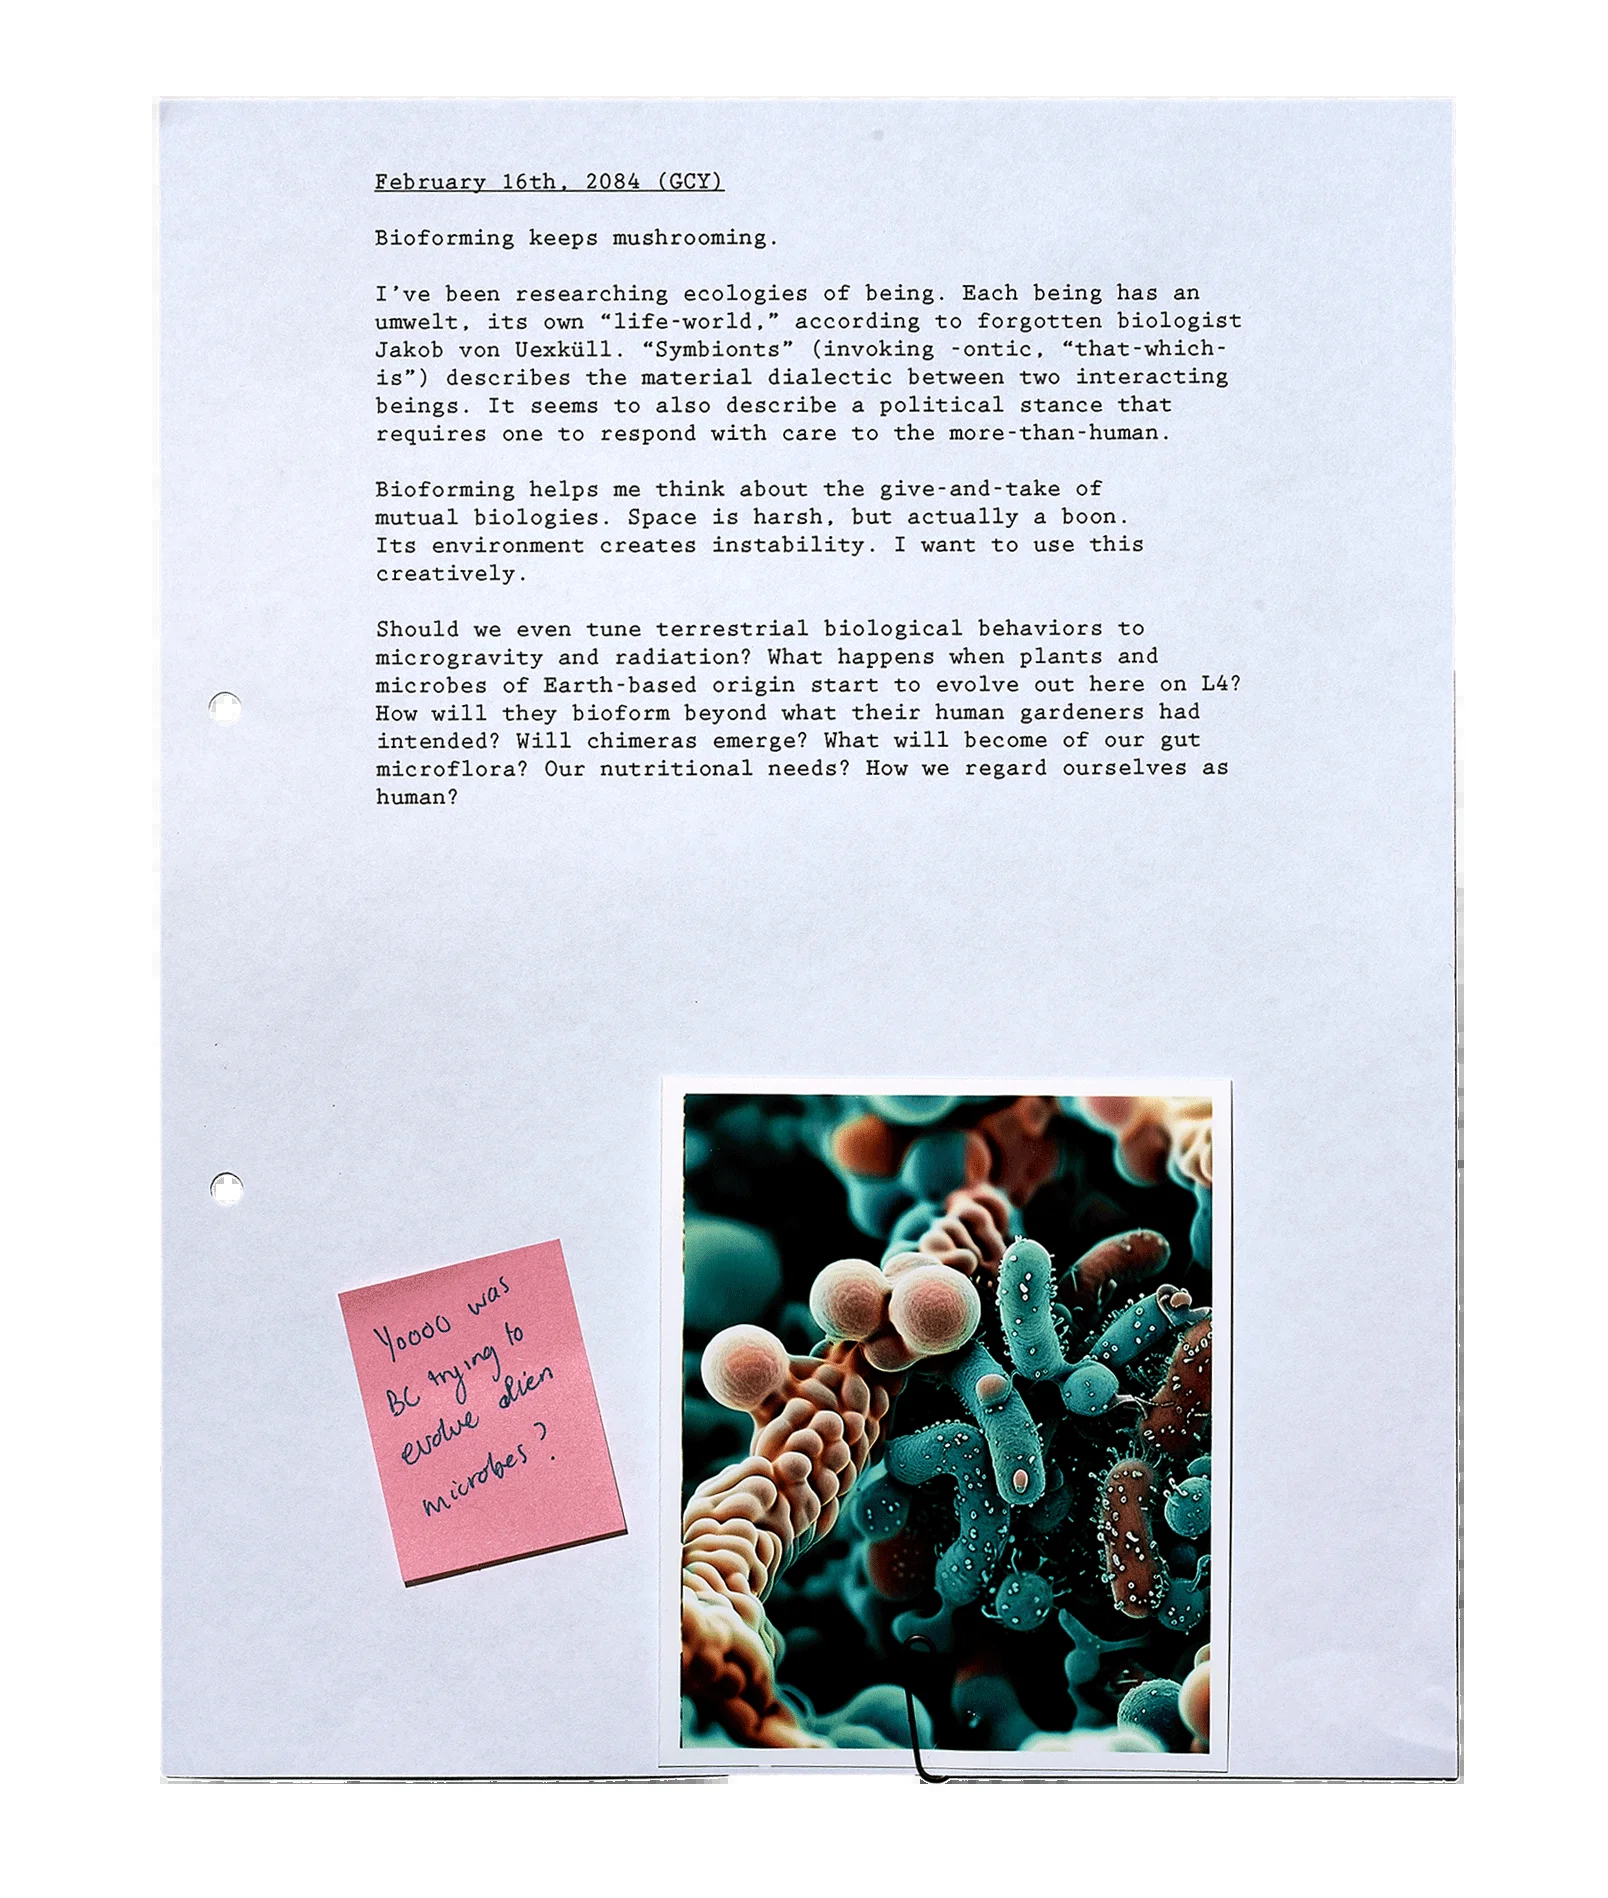 February 16th, 2084 (GCY)
Bioforming keeps mushrooming.
I’ve been researching ecologies of being. Each being has an
umwelt, its own “life-world,” according to forgotten biologist
Jakob von Uexküll. “Symbionts” (invoking -ontic, “that-which-
is”) describes the material dialectic between two interacting
beings. It seems to also describe a political stance that
requires one to respond with care to the more-than-human.
Bioforming helps me think about the give-and-take of
mutual biologies. Space is harsh, but actually a boon.
Its environment creates instability. I want to use this
creatively.
Should we even tune terrestrial biological behaviors to
microgravity and radiation? What happens when plants and
microbes of Earth-based origin start to evolve out here on L4?
How will they bioform beyond what their human gardeners had
intended? Will chimeras emerge? What will become of our gut
microflora? Our nutritional needs? How we regard ourselves as
human?
Yoooo was
BC trying to
evolve alien
microbes?